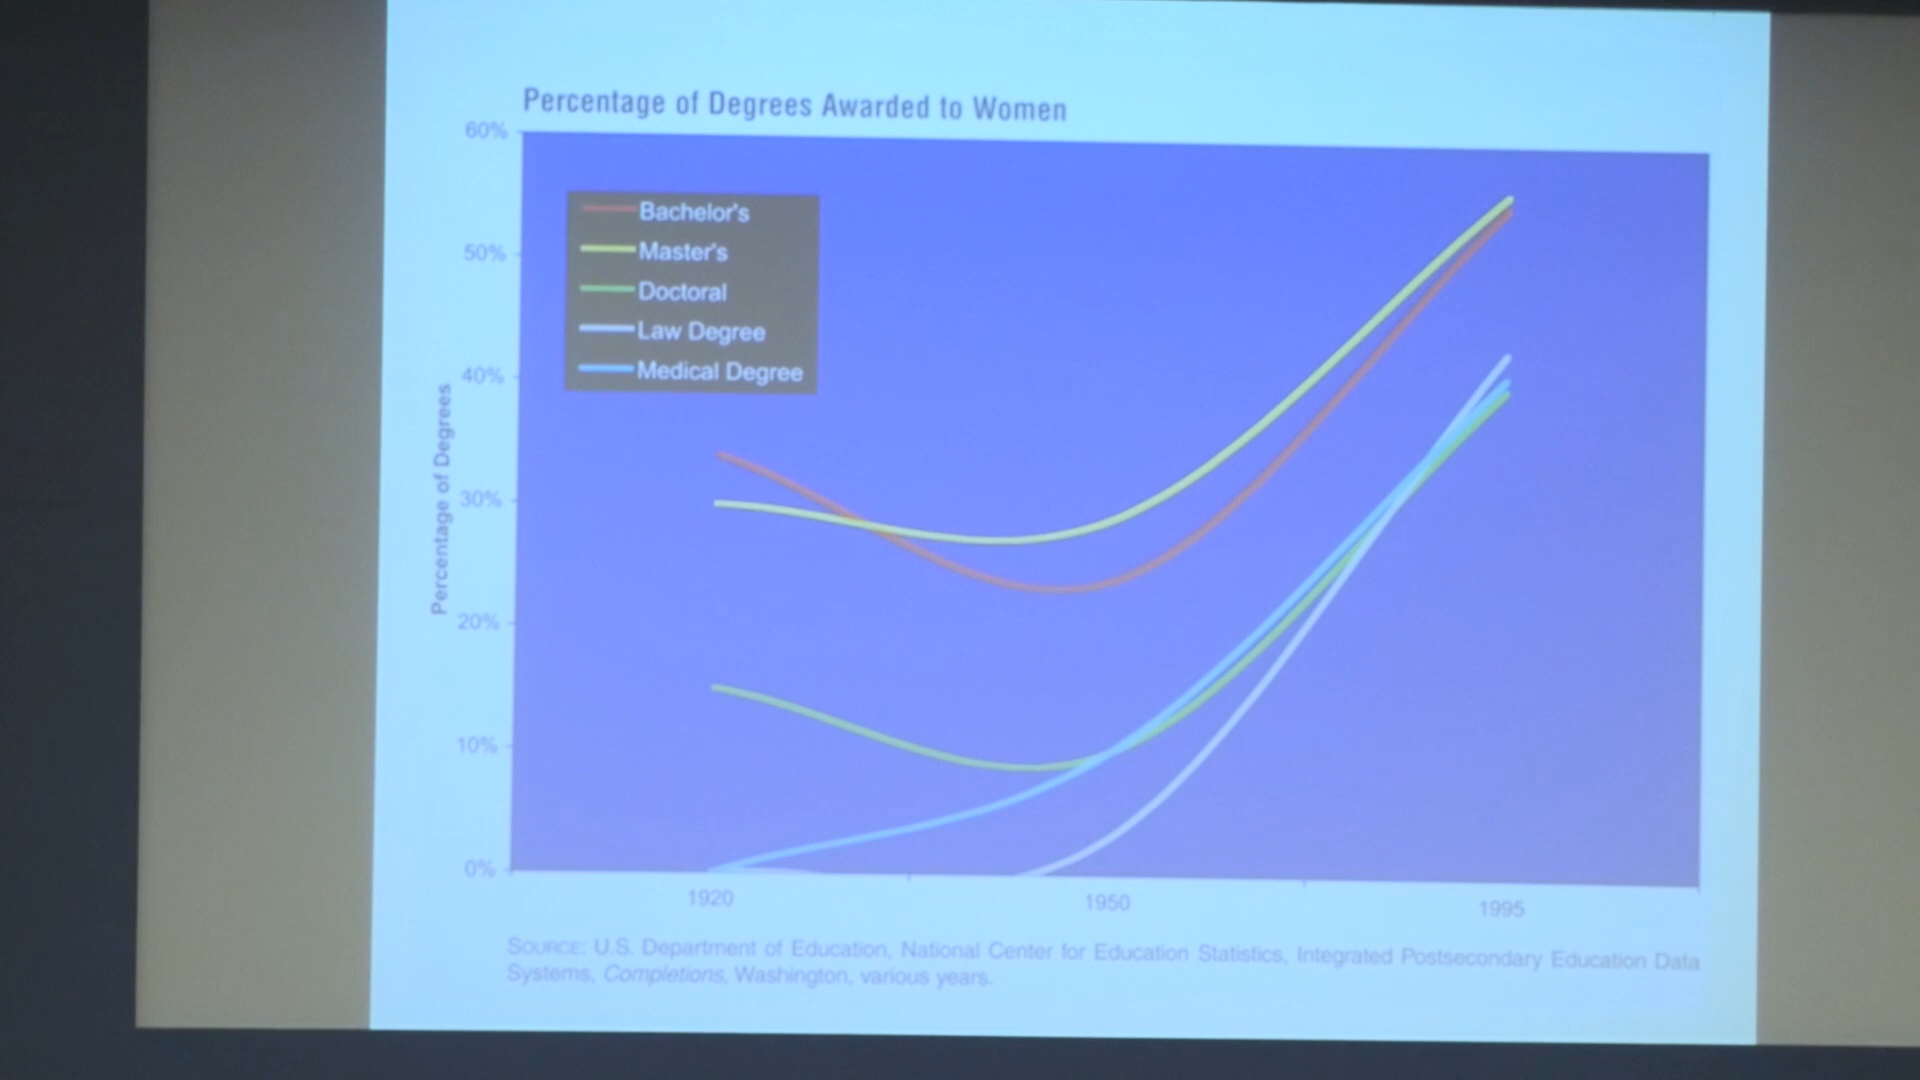 Percentage of Degrees Awarded to Women
60%
50%
40%
30%
20%
10%
0%
Percentage of Degrees
Bachelor's
Master's
Doctoral
Law Degree
Medical Degree
1920 1950 1995
SOURCE: U.S. Department of Education, National Center for Education Statistics, Integrated Postsecondary Education Data
Systems, Completions, Washington, various years.